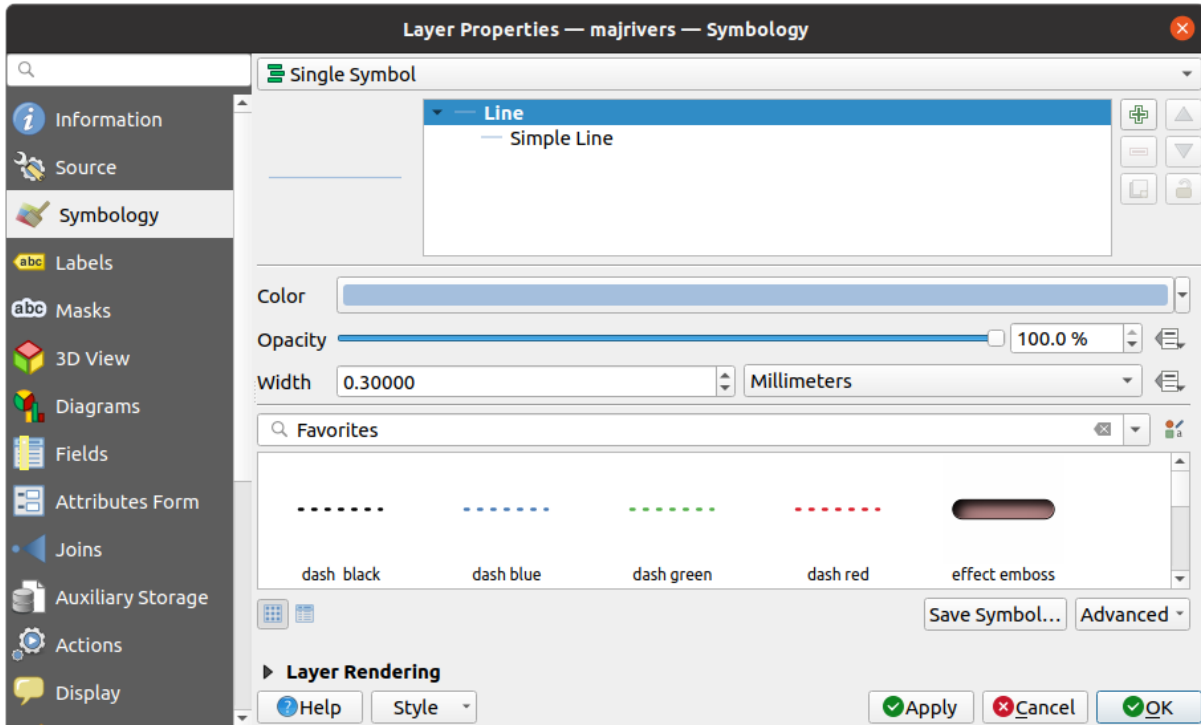 Layer Properties — majrivers — Symbology
Information
Source
Symbology
Labels
Masks
3D View
Diagrams
Fields
Attributes Form
Joins
Auxiliary Storage
Actions
Display
Single Symbol
Line
Simple Line
Color
Opacity 100.0 %
Width 0.30000 Millimeters
Favorites
dash black dash blue dash green dash red effect emboss
Save Symbol... Advanced
Layer Rendering
Help Style Apply Cancel OK